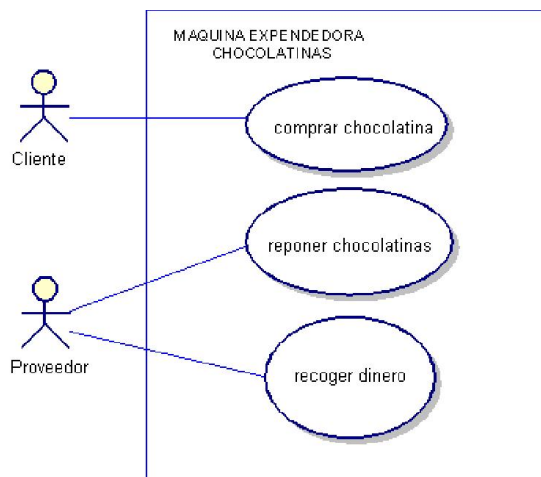 MAQUINA EXPENDEDORA
CHOCOLATINAS
comprar chocolatina
Cliente
reponer chocolatinas
Proveedor
recoger dinero